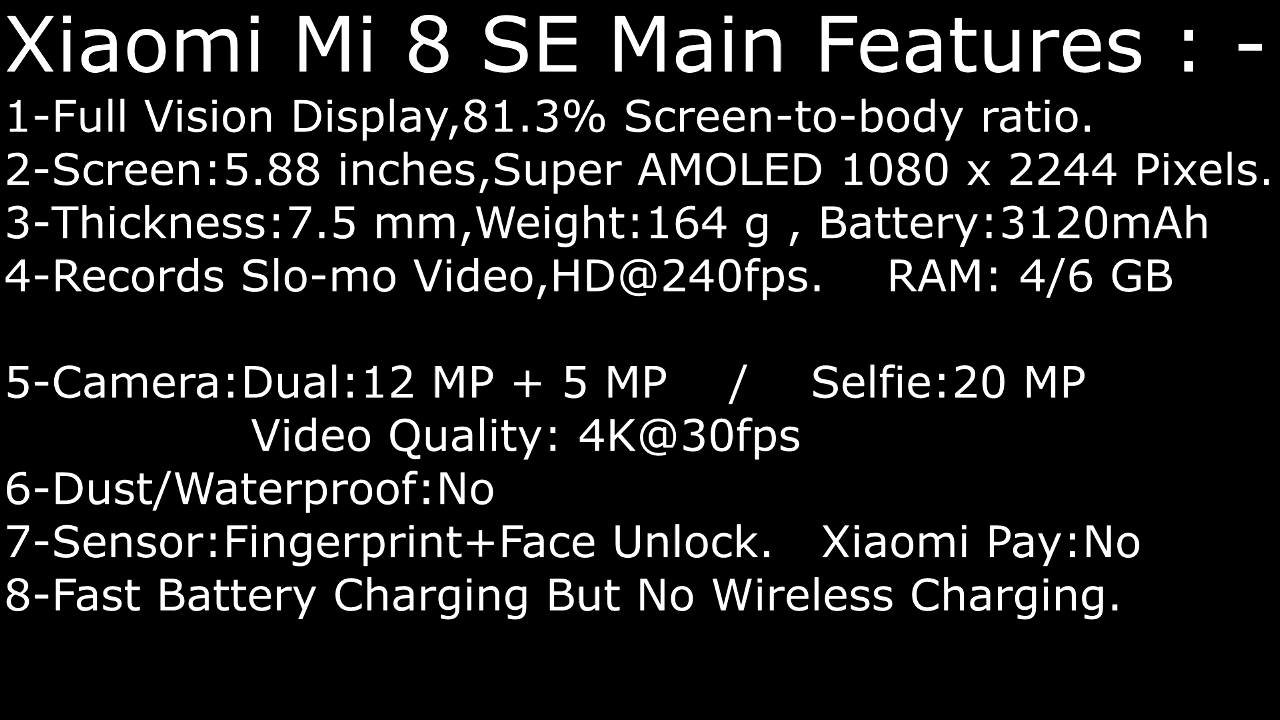 Xiaomi Mi 8 SE Main Features : -
1-Full Vision Display,81.3% Screen-to-body ratio.
2-Screen:5.88 inches,Super AMOLED 1080 x 2244 Pixels.
3-Thickness:7.5 mm,Weight:164 g , Battery:3120mAh
4-Records Slo-mo Video,HD@240fps. RAM: 4/6 GB
5-Camera:Dual:12 MP + 5 MP / Selfie:20 MP
Video Quality: 4K@30fps
6-Dust/Waterproof:No
7-Sensor:Fingerprint+Face Unlock. Xiaomi Pay:No
8-Fast Battery Charging But No Wireless Charging.